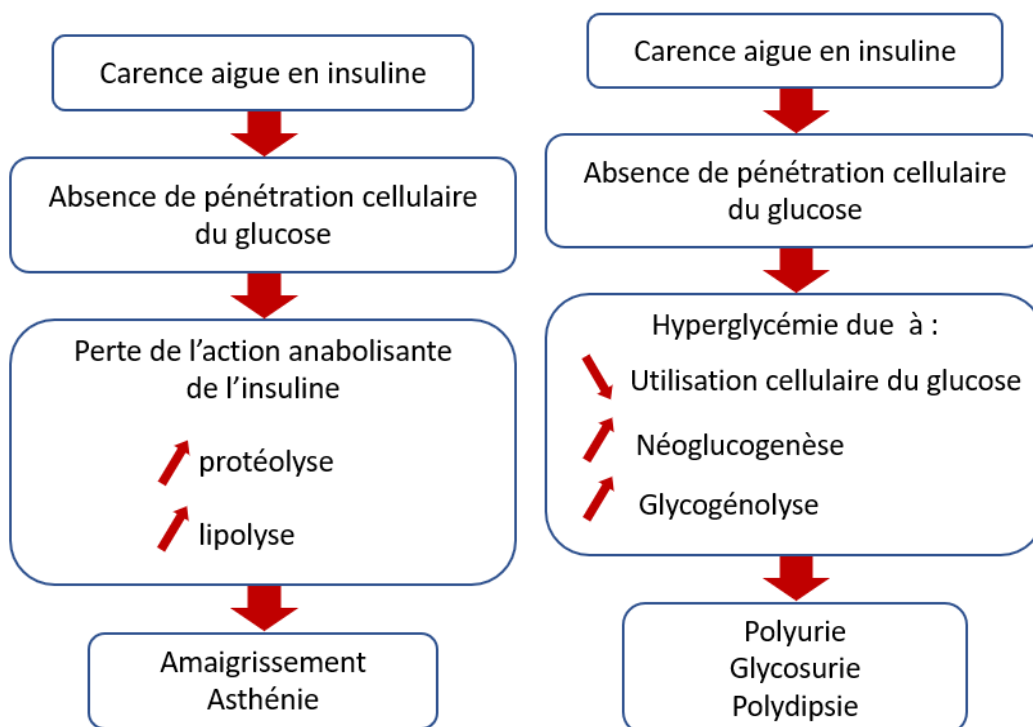 Carence aigue en insuline
Absence de pénétration cellulaire
du glucose
Perte de l’action anabolisante
de l’insuline
protéolyse
lipolyse
Amaigrissement
Asthénie
Carence aigue en insuline
Absence de pénétration cellulaire
du glucose
Hyperglycémie due à :
Utilisation cellulaire du glucose
Néoglucogenèse
Glycogénolyse
Polyurie
Glycosurie
Polydipsie